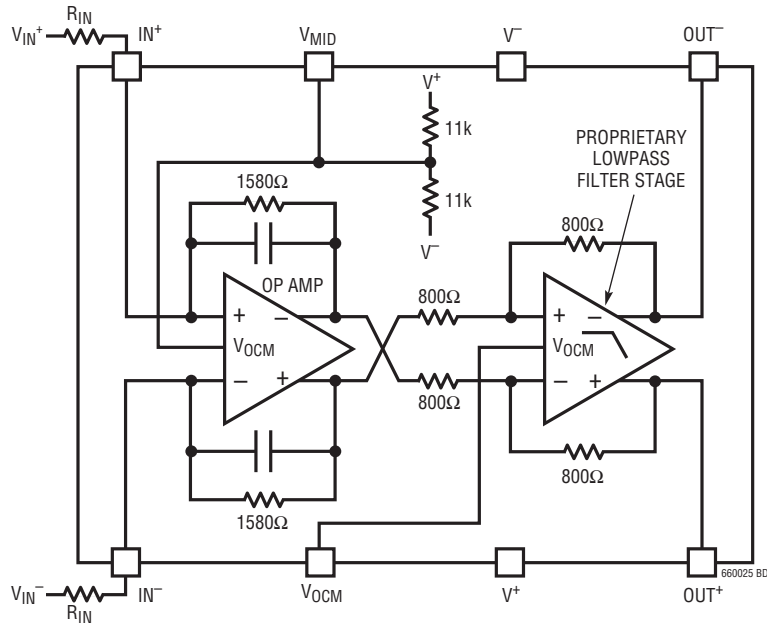 RIN
VIN+
IN+
VMID
V−
OUT−
V+
11k
11k
V−
PROPRIETARY
LOWPASS
FILTER STAGE
1580Ω
OP AMP
+
−
VOCM
−
+
1580Ω
800Ω
800Ω
800Ω
+
−
VOCM
−
+
800Ω
VIN−
RIN
IN−
VOCM
V+
OUT+
660025 BD